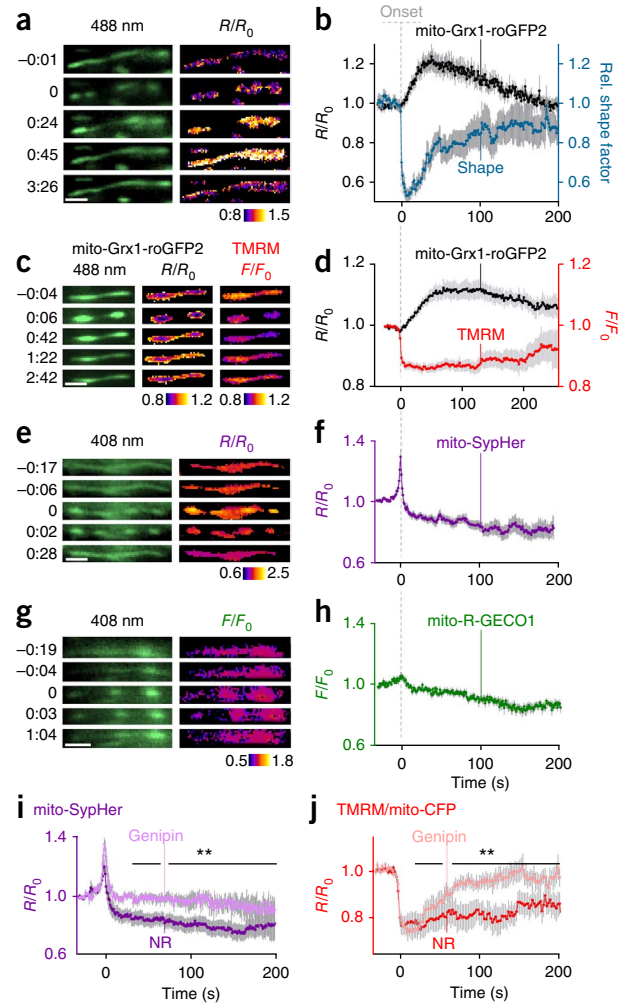 a
488 nm
R/R0
–0:01
0
0:24
0:45
3:26
0:8
1.5
b
Onset
mito-Grx1-roGFP2
1.2
1.0
0.8
0.6
R/R0
Shape
1.2
1.0
0.8
0.6
Rel. shape factor
0
100
200
c
mito-Grx1-roGFP2
TMRM
488 nm
R/R0
F/F0
–0:04
0:06
0:42
1:22
2:42
0.8
1.2
0.8
1.2
d
mito-Grx1-roGFP2
1.2
1.0
0.8
R/R0
TMRM
1.2
1.0
0.8
F/F0
0
100
200
e
408 nm
R/R0
–0:17
–0:06
0
0:02
0:28
0.6
2.5
f
mito-SypHer
1.4
1.0
0.6
R/R0
0
100
200
g
408 nm
F/F0
–0:19
–0:04
0
0:03
1:04
0.5
1.8
h
mito-R-GECO1
1.4
1.0
0.6
F/F0
0
100
200
Time (s)
i
mito-SypHer
Genipin
**
1.4
1.0
0.6
R/R0
NR
0
100
200
Time (s)
j
TMRM/mito-CFP
Genipin
**
1.0
0.8
R/R0
NR
0
100
200
Time (s)